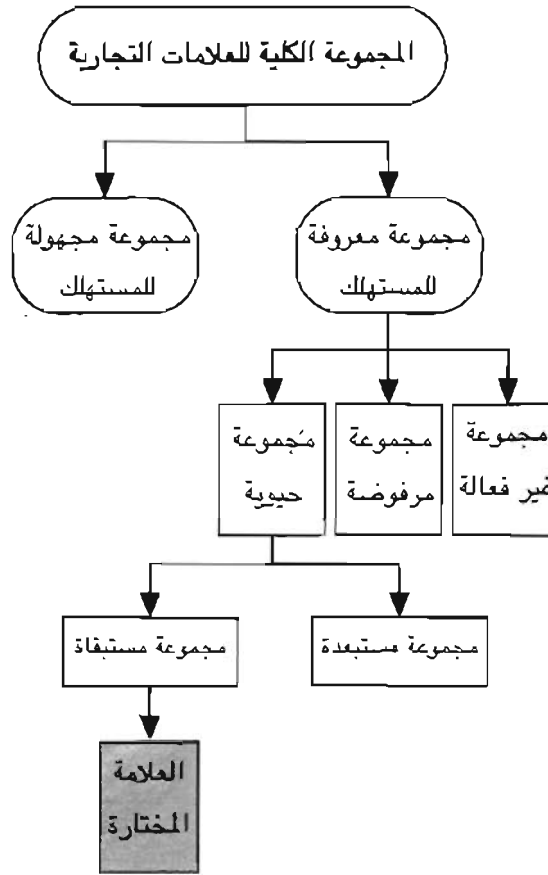 المجموعة الكلية للعلامات التجارية
مجموعة معروفة
للمستهلك
مجموعة مجهولة
للمستهلك
مجموعة
غير فعالة
مجموعة
مرفوضة
مجموعة
حيوية
مجموعة مستبعدة
مجموعة مستبقاة
العلامة
المختارة